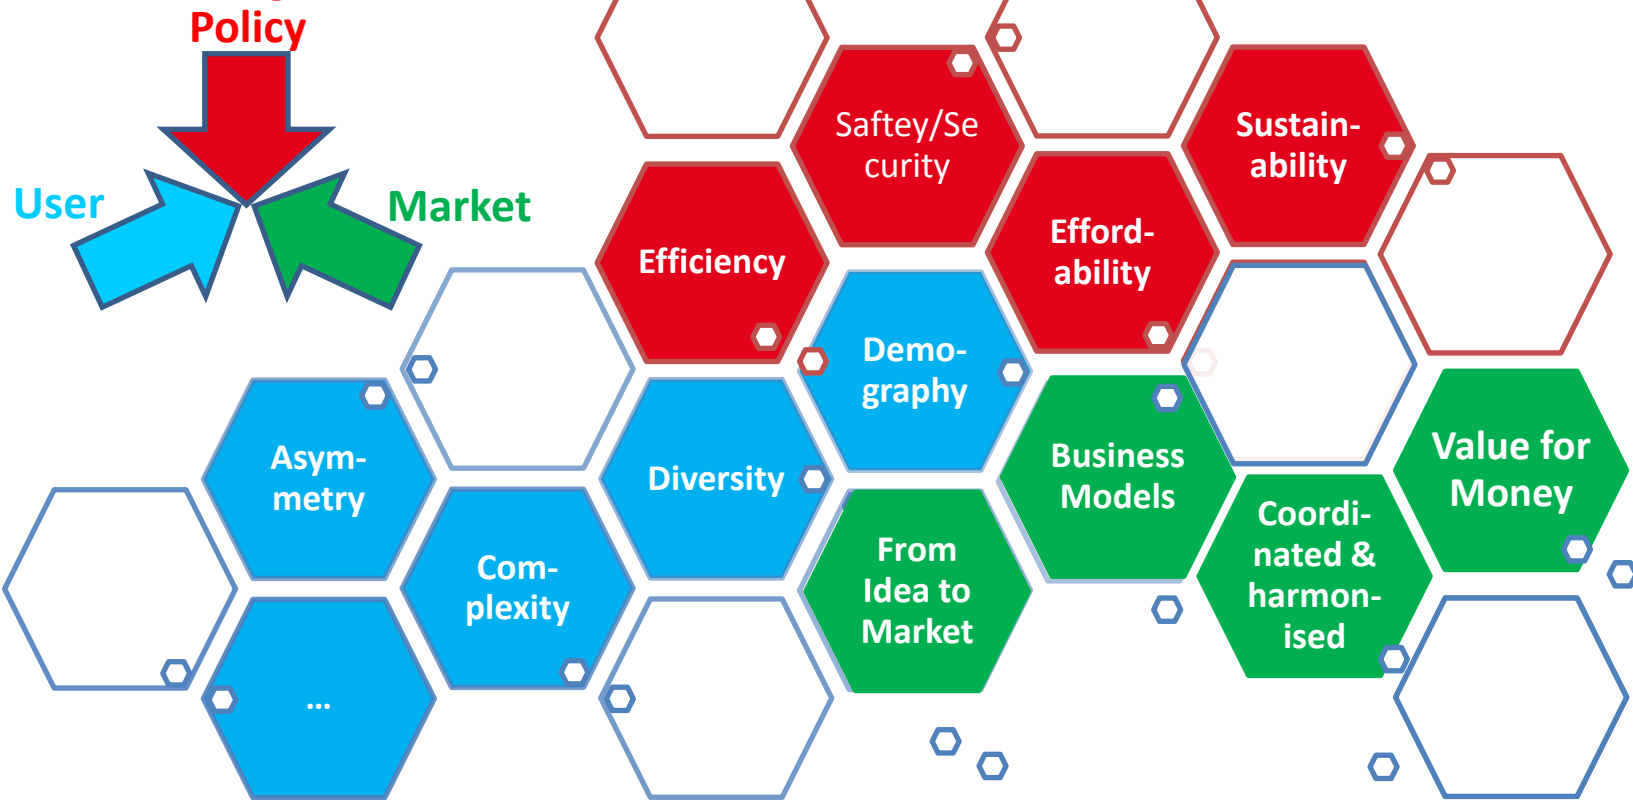 Policy
User
Market
Saftey/Se
curity
Sustain-
ability
Efficiency
Efford-
ability
Demo-
graphy
Asym-
metry
Diversity
Business
Models
Value for
Money
Com-
plexity
From
Idea to
Market
Coordi-
nated &
harmon-
ised
...